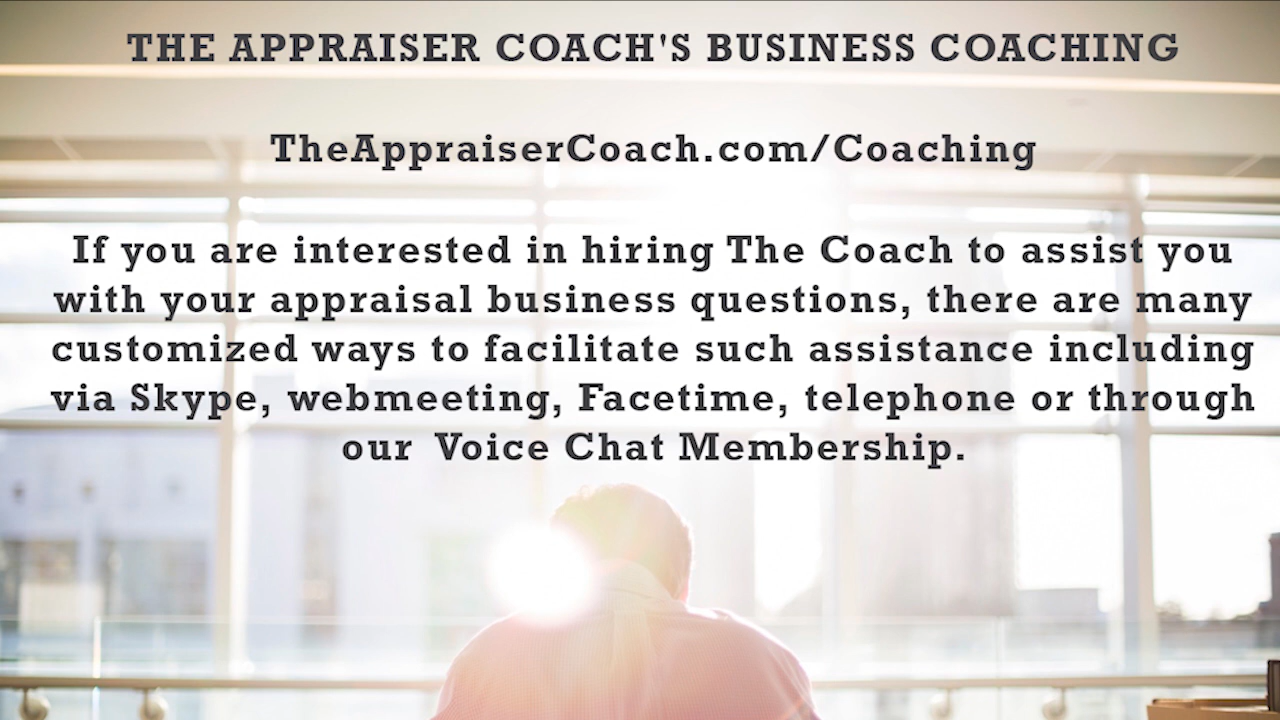 THE APPRAISER COACH'S BUSINESS COACHING
TheAppraiserCoach.com/Coaching
If you are interested in hiring The Coach to assist you
with your appraisal business questions, there are many
customized ways to facilitate such assistance including
via Skype, webmeeting, Facetime, telephone or through
our  Voice Chat Membership.